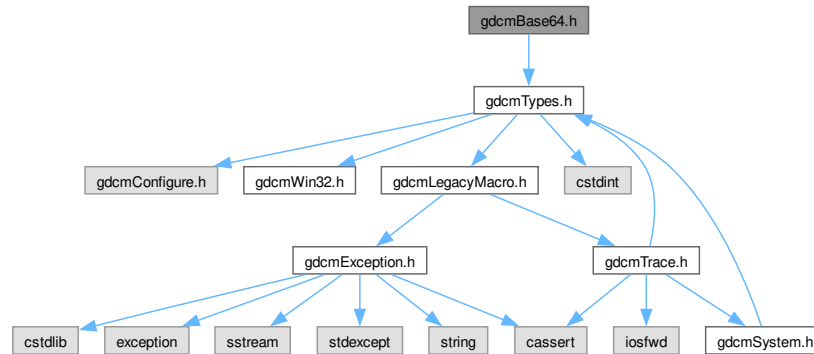 gdcmBase64.h
gdcmTypes.h
gdcmConfigure.h
gdcmWin32.h
gdcmLegacyMacro.h
cstdint
gdcmException.h
gdcmTrace.h
cstdlib
exception
sstream
stdexcept
string
cassert
iosfwd
gdcmSystem.h